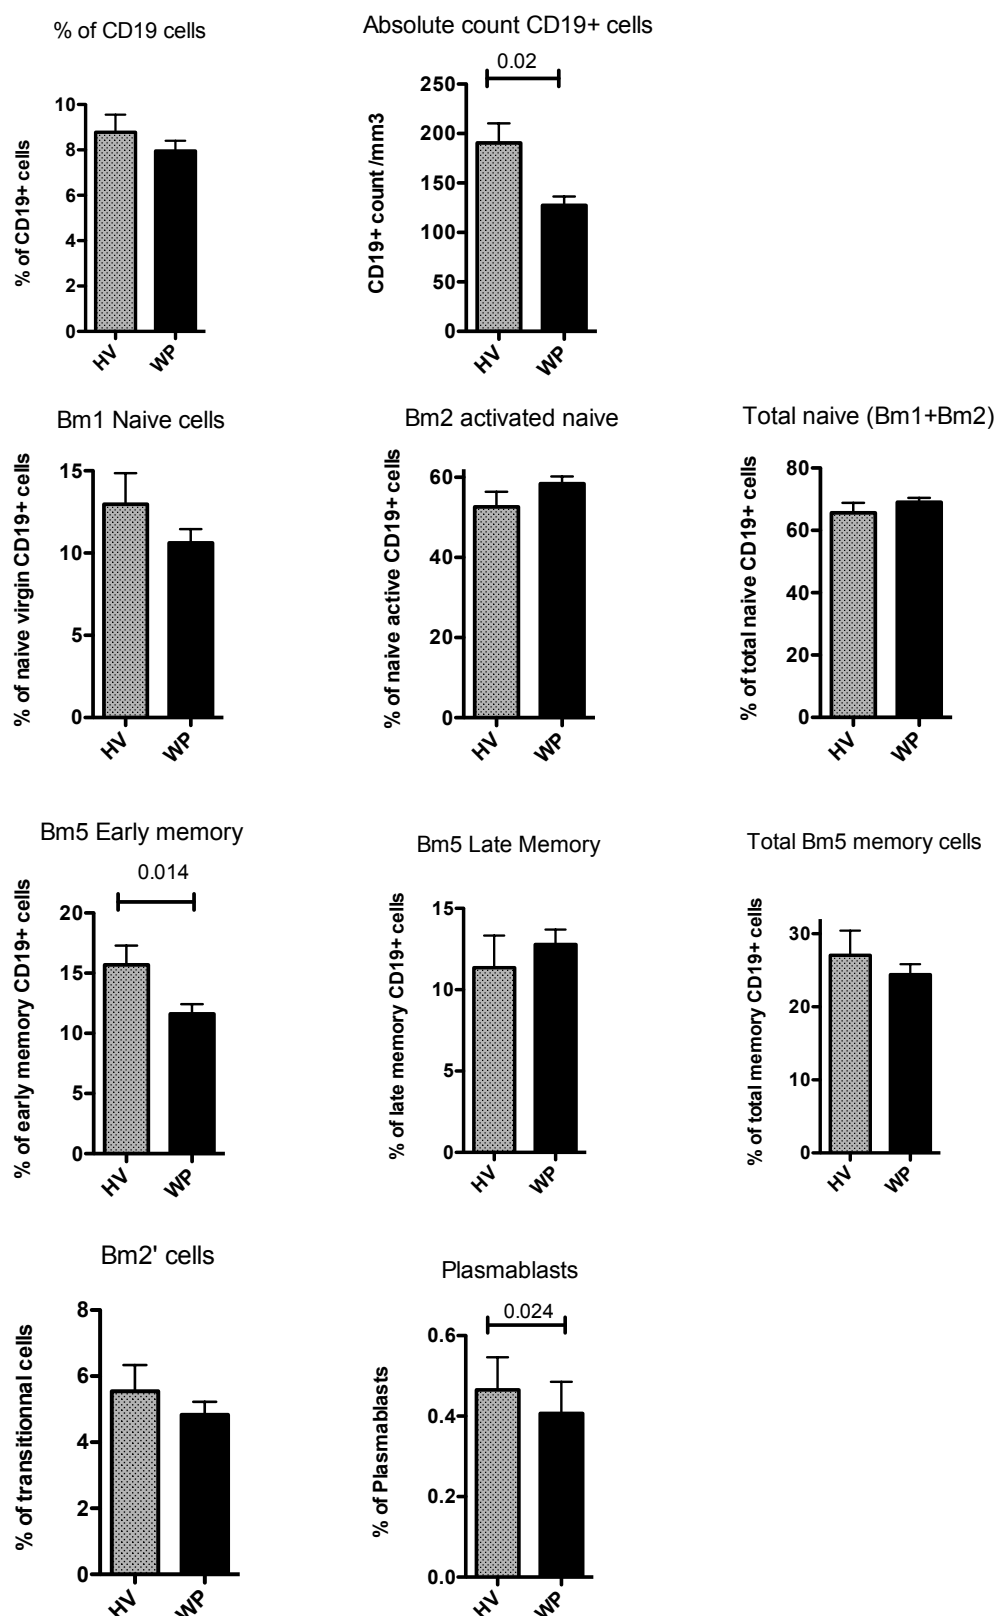 % of CD19 cells
Absolute count CD19+ cells
0.02
% of CD19+ cells
10
8
6
4
2
0
HV
WP
CD19+ count /mm3
250
200
150
100
50
0
HV
WP
Bm1 Naive cells
Bm2 activated naive
Total naive (Bm1+Bm2)
% of naive virgin CD19+ cells
15
10
5
0
HV
WP
% of naive active CD19+ cells
60
40
20
0
HV
WP
% of total naive CD19+ cells
80
60
40
20
0
HV
WP
Bm5 Early memory
Bm5 Late Memory
Total Bm5 memory cells
0.014
% of early memory CD19+ cells
20
15
10
5
0
HV
WP
% of late memory CD19+ cells
15
10
5
0
HV
WP
% of total memory CD19+ cells
30
20
10
0
HV
WP
Bm2' cells
Plasmablasts
0.024
% of transitionnal cells
8
6
4
2
0
HV
WP
% of Plasmablasts
0.6
0.4
0.2
0.0
HV
WP